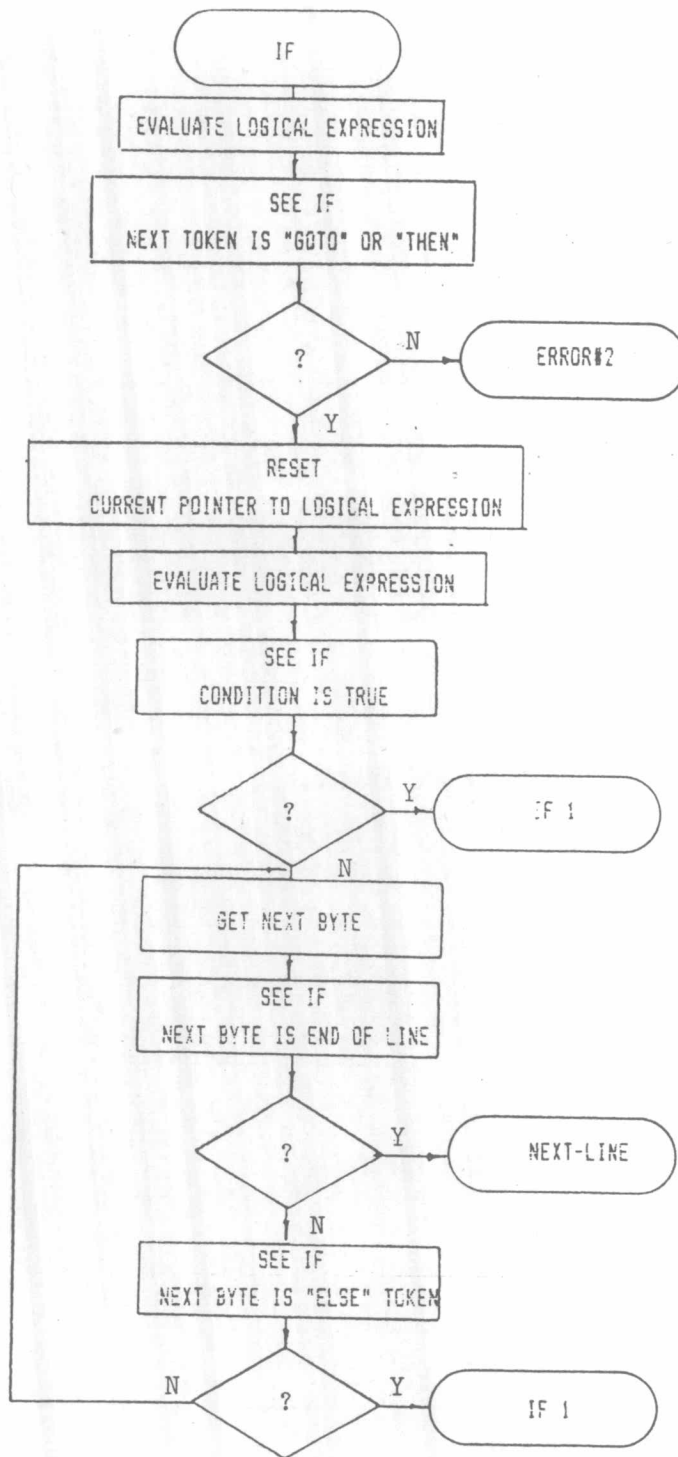 IF
EVALUATE LOGICAL EXPRESSION
SEE IF
NEXT TOKEN IS "GOTO" OR "THEN"
?
N
ERROR#2
Y
RESET
CURRENT POINTER TO LOGICAL EXPRESSION
EVALUATE LOGICAL EXPRESSION
SEE IF
CONDITION IS TRUE
?
Y
IF 1
N
GET NEXT BYTE
SEE IF
NEXT BYTE IS END OF LINE
?
Y
NEXT-LINE
N
SEE IF
NEXT BYTE IS "ELSE" TOKEN
N
?
Y
IF 1